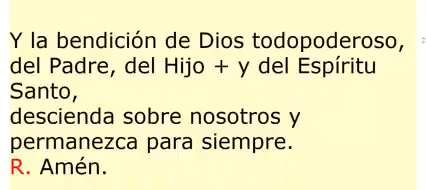 Y la bendición de Dios todopoderoso,
del Padre, del Hijo + y del Espíritu
Santo,
descienda sobre nosotros y
permanezca para siempre.
R. Amén.